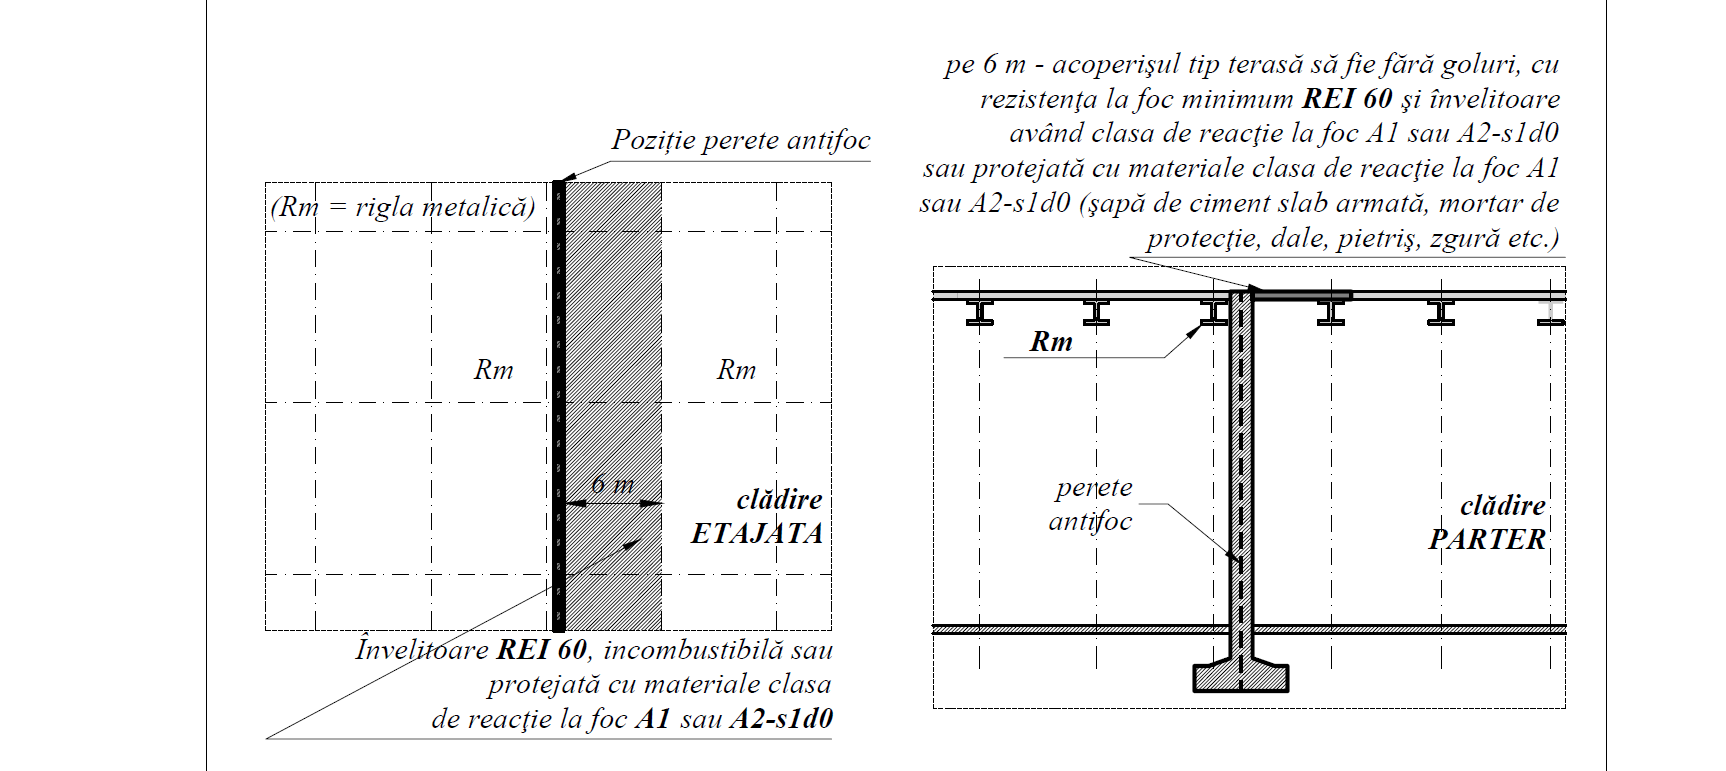 Poziție perete antifoc
(Rm = rigla metalică)
Rm
Rm
6 m
clădire
ETAJATA
Învelitoare REI 60, incombustibilă sau
protejată cu materiale clasa
de reacţie la foc A1 sau A2-s1d0
pe 6 m - acoperişul tip terasă să fie fără goluri, cu
rezistenţa la foc minimum REI 60 şi învelitoare
având clasa de reacţie la foc A1 sau A2-s1d0
sau protejată cu materiale clasa de reacţie la foc A1
sau A2-s1d0 (şapă de ciment slab armată, mortar de
protecţie, dale, pietriş, zgură etc.)
Rm
perete
antifoc
clădire
PARTER